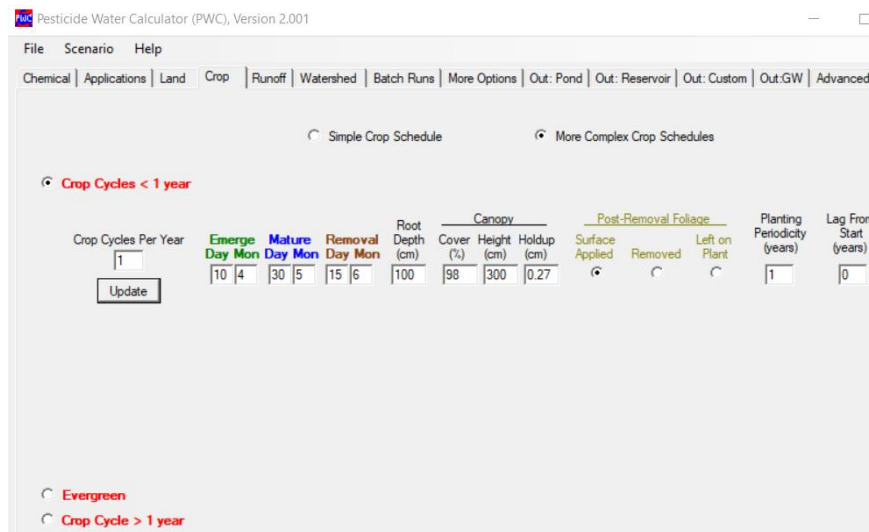 PWC Pesticide Water Calculator (PWC), Version 2.001
File Scenario Help
Chemical Applications Land Crop Runoff Watershed Batch Runs More Options Out: Pond Out: Reservoir Out: Custom Out:GW Advanced
Simple Crop Schedule More Complex Crop Schedules
Crop Cycles < 1 year
Crop Cycles Per Year
1
Update
Emerge Mature Removal
Day Mon Day Mon Day Mon
10 4 30 5 15 6
Root
Depth
(cm)
100
Canopy
Cover Height Holdup
(%) (cm) (cm)
98 300 0.27
Post-Removal Foliage
Surface
Applied
Removed
Left on
Plant
Planting
Periodicity
(years)
1
Lag From
Start
(years)
0
Evergreen
Crop Cycle > 1 year